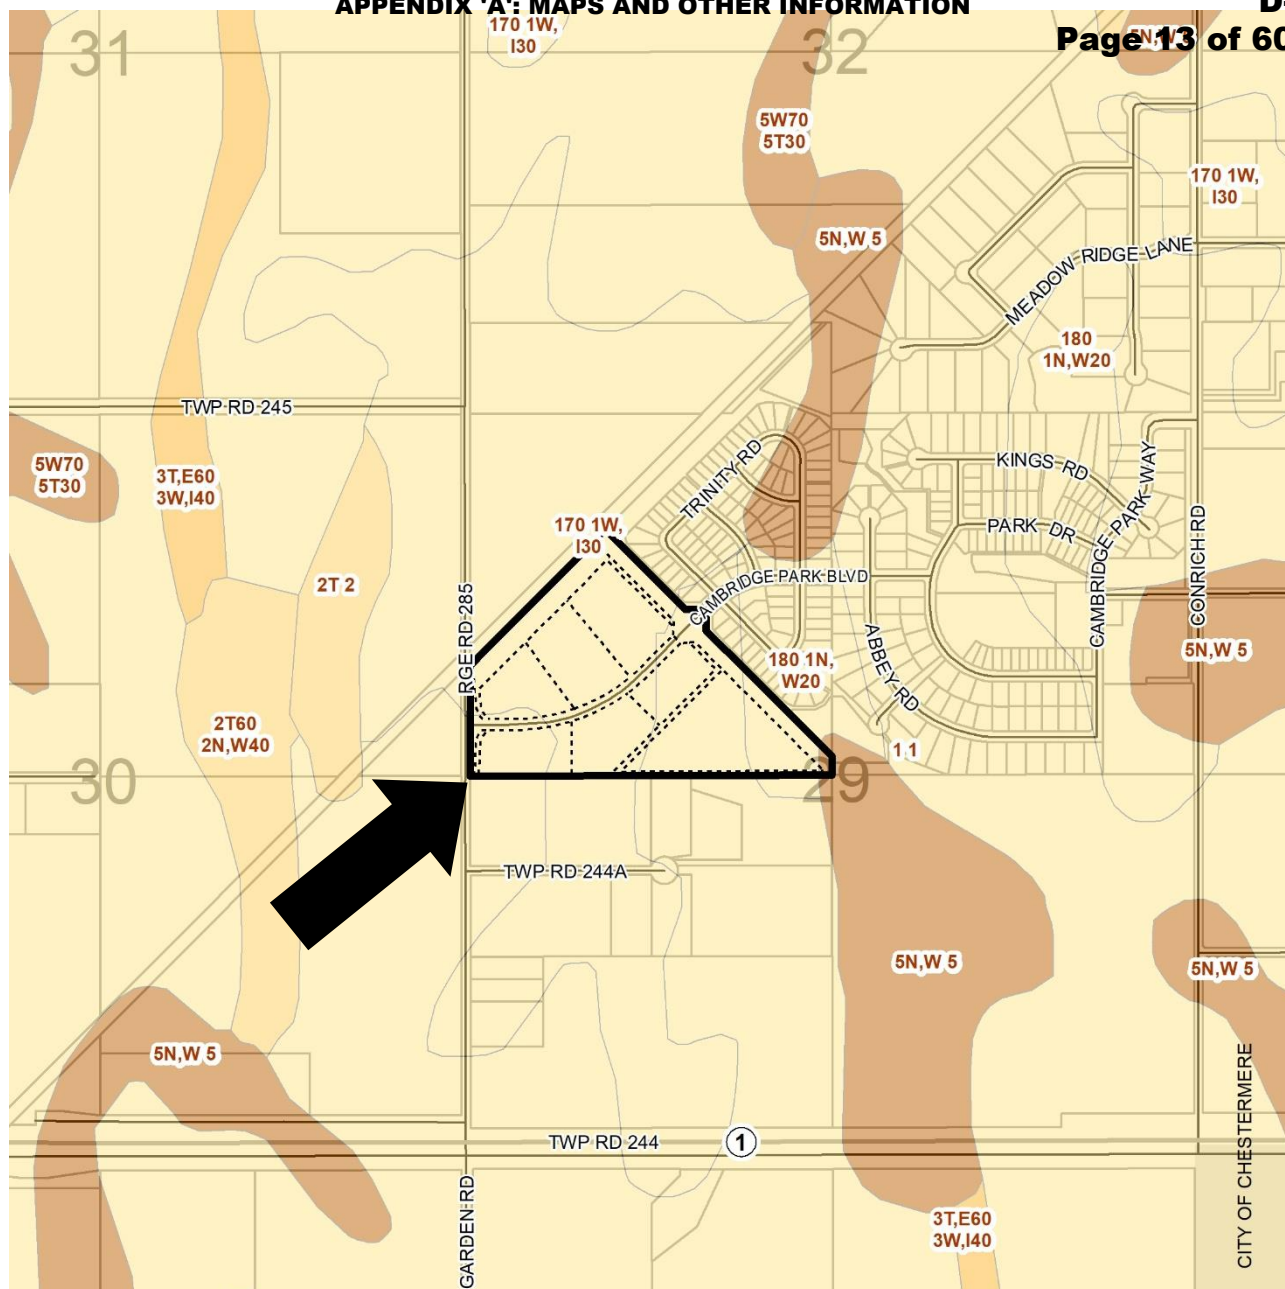 APPENDIX 'A': MAPS AND OTHER INFORMATION
D-
Page 13 of 60
31
170 1W,
I30
32
5N,W 5
5W70
5T30
170 1W,
I30
5N,W 5
MEADOW RIDGE LANE
180
1N,W20
TWP RD 245
5W70
5T30
3T,E60
3W,I40
TRINITY RD
KINGS RD
PARK DR
CAMBRIDGE PARK WAY
CONRICH RD
170 1W,
I30
2T 2
RGE RD 285
CAMBRIDGE PARK BLVD
ABBEY RD
180 1N,
W20
5N,W 5
2T60
2N,W40
1 1
30
29
TWP RD 244A
5N,W 5
5N,W 5
5N,W 5
TWP RD 244
1
GARDEN RD
3T,E60
3W,I40
CITY OF CHESTERMERE